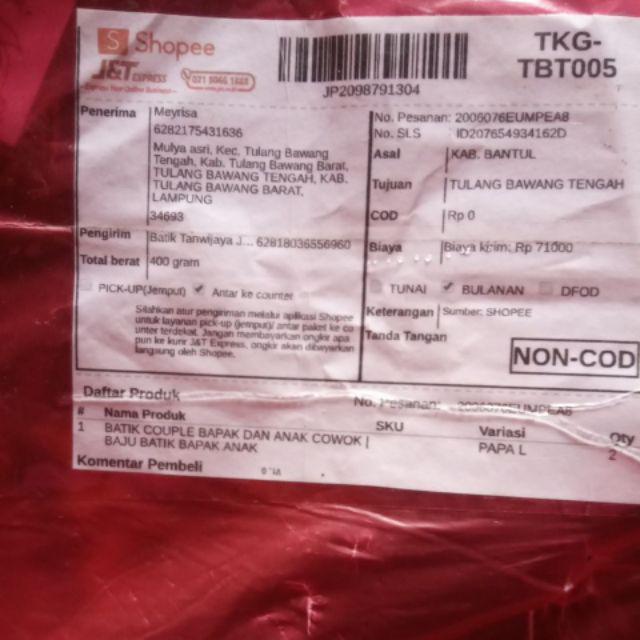 Shopee
J&T EXPRESS
021 8066 1888
JP2098791304
TKG-
TBT005
Penerima
Meyrisa
6282175431636
Mulya asri, Kec. Tulang Bawang
Tengah, Kab. Tulang Bawang Barat,
TULANG BAWANG TENGAH, KAB.
TULANG BAWANG BARAT,
LAMPUNG
34693
Pengirim Batik Tanwijaya J... 62818036556960
Total berat 400 gram
PICK-UP(Jemput) Antar ke counter
Silahkan atur pengiriman melalui aplikasi Shopee
untuk layanan pick-up (jemput)/ antar paket ke co
unter terdekat. Jangan membayarkan ongkir apa
pun ke kurir J&T Express, ongkir akan dibayarkan
langsung oleh Shopee.
No. Pesanan: 2006076EUMPEA8
No. SLS : ID207654934162D
Asal KAB. BANTUL
Tujuan TULANG BAWANG TENGAH
COD Rp 0
Biaya Biaya kirim: Rp 71000
TUNAI BULANAN DFOD
Keterangan Sumber: SHOPEE
Tanda Tangan
NON-COD
Daftar Produk
No. Pesanan: 2006076EUMPEA8
# Nama Produk SKU Variasi Qty
1 BATIK COUPLE BAPAK DAN ANAK COWOK | PAPA L 2
BAJU BATIK BAPAK ANAK
Komentar Pembeli